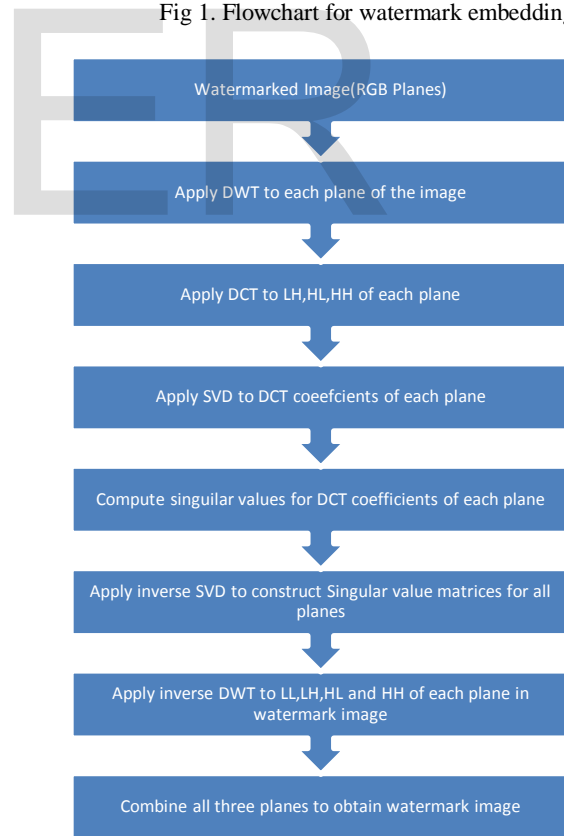 Fig 1. Flowchart for watermark embedding
ER
Watermarked Image(RGB Planes)
Apply DWT to each plane of the image
Apply DCT to LH,HL,HH of each plane
Apply SVD to DCT coeefcients of each plane
Compute singuilar values for DCT coefficients of each plane
Apply inverse SVD to construct Singular value matrices for all
planes
Apply inverse DWT to LL,LH,HL and HH of each plane in
watermark image
Combine all three planes to obtain watermark image